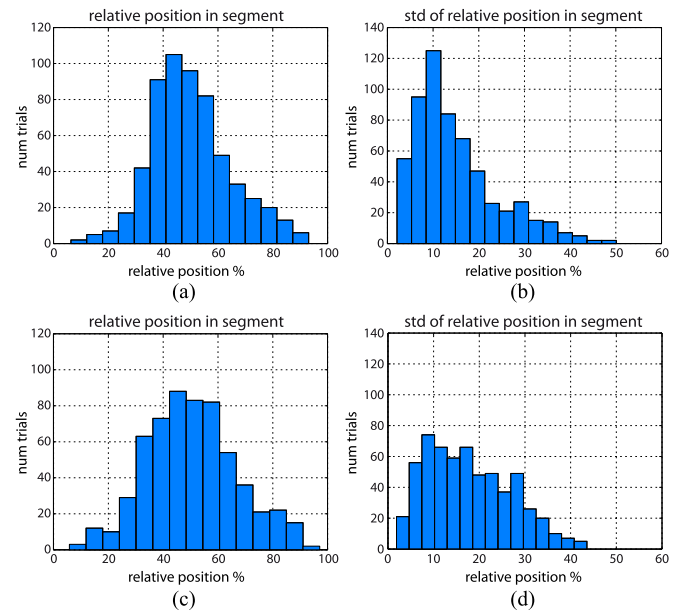 relative position in segment
120
100
80
60
40
20
0
num trials
0 20 40 60 80 100
relative position %
(a)
std of relative position in segment
140
120
100
80
60
40
20
0
num trials
0 10 20 30 40 50 60
relative position %
(b)
relative position in segment
120
100
80
60
40
20
0
num trials
0 20 40 60 80 100
relative position %
(c)
std of relative position in segment
140
120
100
80
60
40
20
0
num trials
0 10 20 30 40 50 60
relative position %
(d)